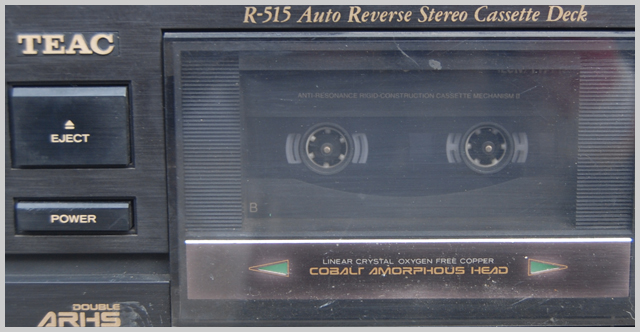 R-515 Auto Reverse Stereo Cassette Deck
TEAC
ANTI-RESONANCE RIGID-CONSTRUCTION CASSETTE MECHANISM II
EJECT
B
POWER
LINEAR CRYSTAL OXYGEN FREE COPPER
COBALT AMORPHOUS HEAD
DOUBLE
ARHS